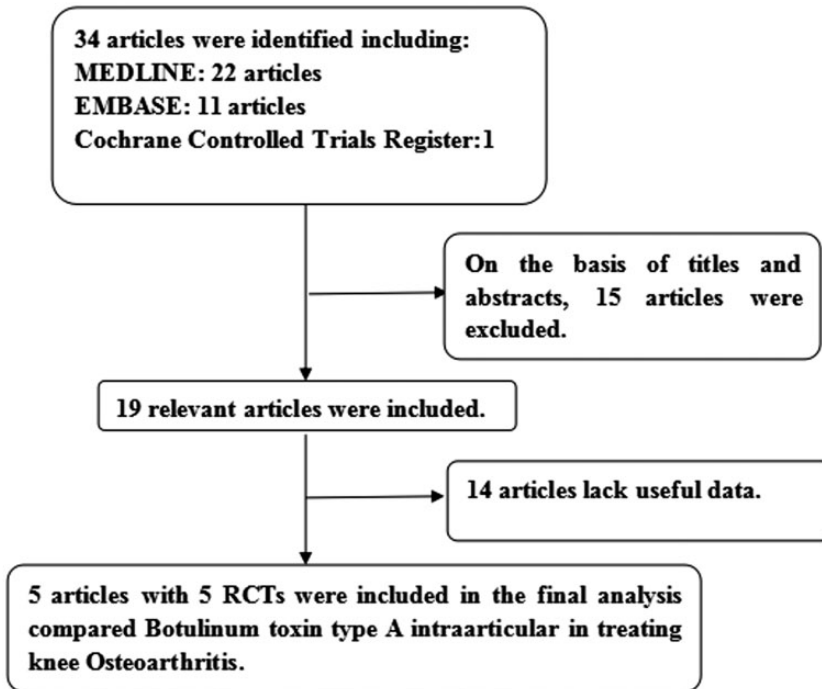 34 articles were identified including:
MEDLINE: 22 articles
EMBASE: 11 articles
Cochrane Controlled Trials Register:1
On the basis of titles and
abstracts, 15 articles were
excluded.
19 relevant articles were included.
14 articles lack useful data.
5 articles with 5 RCTs were included in the final analysis
compared Botulinum toxin type A intraarticular in treating
knee Osteoarthritis.